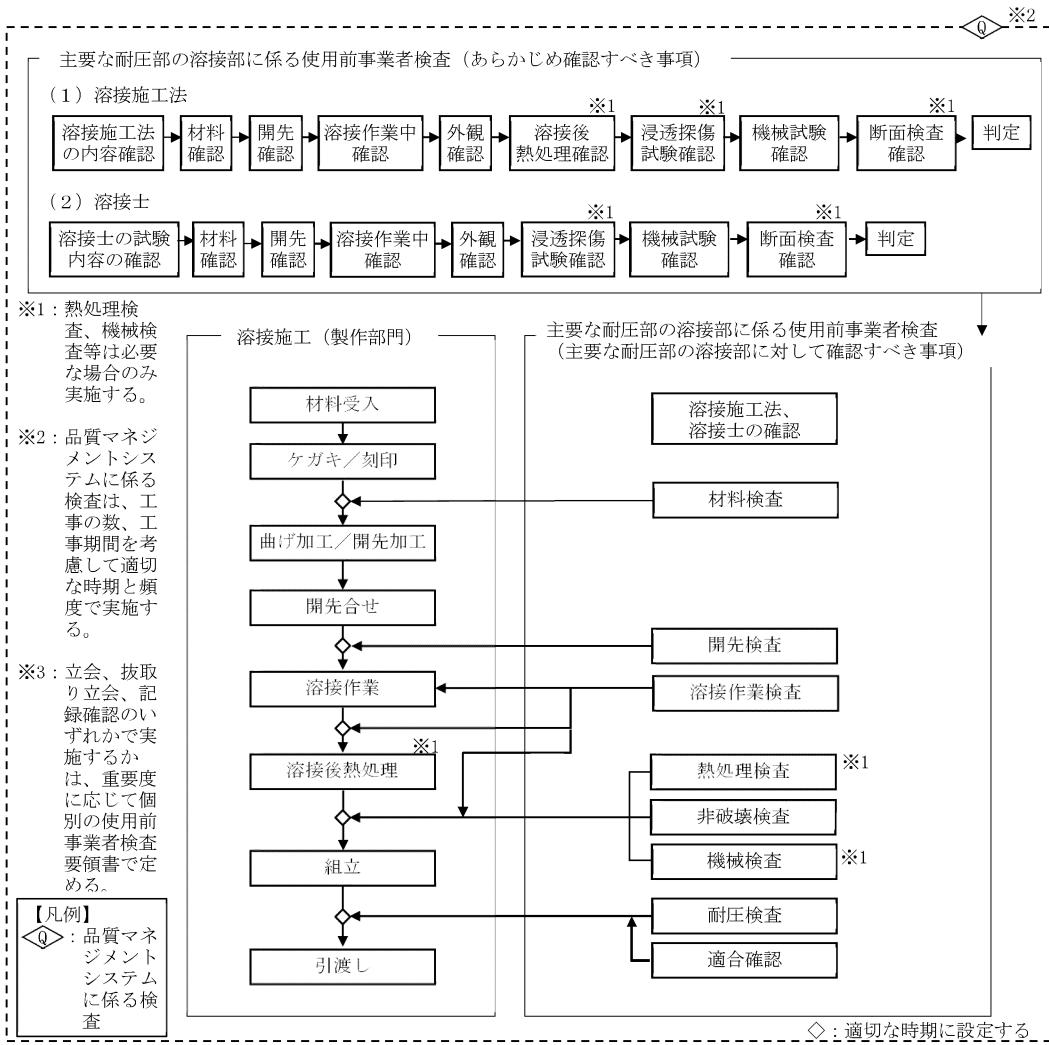 Q
※2
主要な耐圧部の溶接部に係る使用前事業者検査（あらかじめ確認すべき事項）
（1）溶接施工法
※1
※1
※1
溶接施工法
の内容確認
材料
確認
開先
確認
溶接作業中
確認
外観
確認
溶接後
熱処理確認
浸透探傷
試験確認
機械試験
確認
断面検査
確認
判定
（2）溶接士
※1
※1
溶接士の試験
内容の確認
材料
確認
開先
確認
溶接作業中
確認
外観
確認
浸透探傷
試験確認
機械試験
確認
断面検査
確認
判定
※1：熱処理検
査、機械検
査等は必要
な場合のみ
実施する。
※2：品質マネジ
メントシス
テムに係る
検査は、工
事の数、工
事期間を考
慮して適切
な時期と頻
度で実施す
る。
※3：立会、抜取
り立会、記
録確認のい
ずれかで実
施するか
は、重要度
に応じて個
別の使用前
事業者検査
要領書で定
める。
【凡例】
Q：品質マネ
ジメント
システム
に係る検
査
溶接施工（製作部門）
材料受入
ケガキ／刻印
曲げ加工／開先加工
開先合せ
溶接作業
※1
溶接後熱処理
組立
引渡し
主要な耐圧部の溶接部に係る使用前事業者検査
（主要な耐圧部の溶接部に対して確認すべき事項）
溶接施工法、
溶接士の確認
材料検査
開先検査
溶接作業検査
熱処理検査
※1
非破壊検査
機械検査
※1
耐圧検査
適合確認
◇：適切な時期に設定する